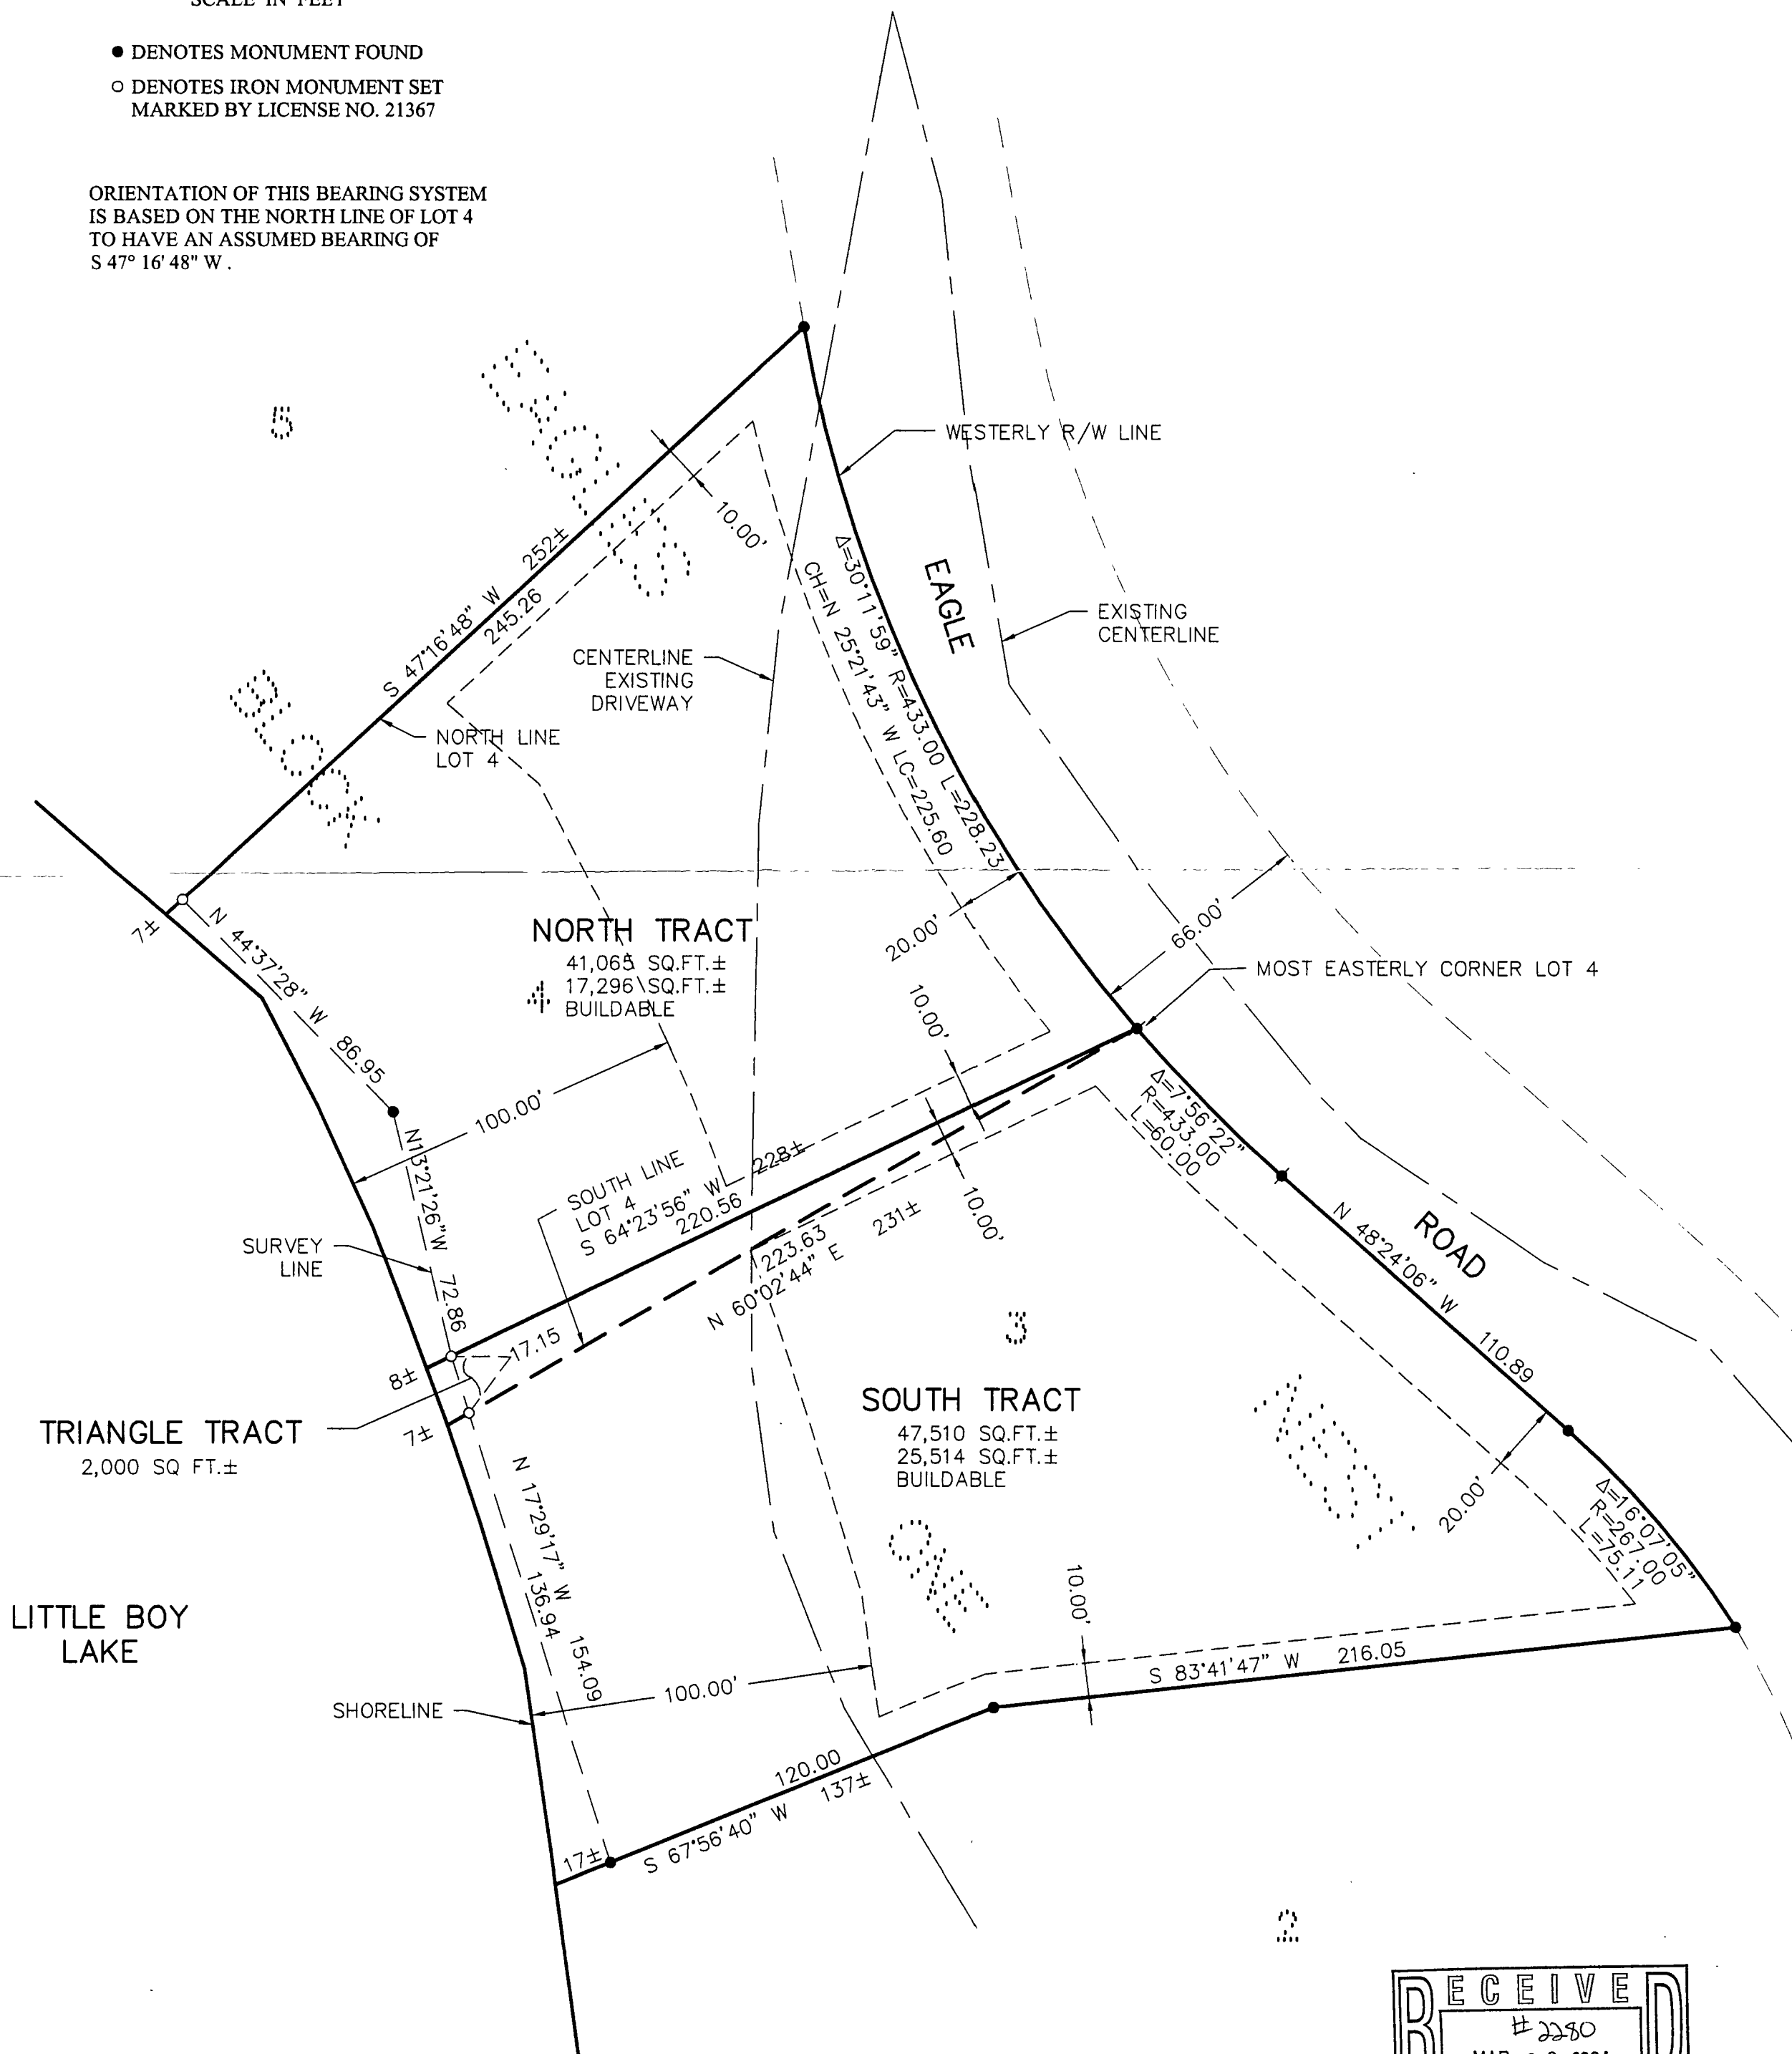 SCALE IN FEET
● DENOTES MONUMENT FOUND
○ DENOTES IRON MONUMENT SET
MARKED BY LICENSE NO. 21367
ORIENTATION OF THIS BEARING SYSTEM
IS BASED ON THE NORTH LINE OF LOT 4
TO HAVE AN ASSUMED BEARING OF
S 47° 16' 48" W .
5
EAGLES
BLOCK
WESTERLY R/W LINE
10.00'
S 47°16'48" W 252±
245.26
EAGLE
Δ=30°11'59" R=433.00 L=228.23
CH=N 25°21'43" W LC=225.60
EXISTING
CENTERLINE
CENTERLINE
EXISTING
DRIVEWAY
NORTH LINE
LOT 4
7±
N 44°37'28" W 86.95
NORTH TRACT
41,065 SQ.FT.±
17,296 SQ.FT.±
BUILDABLE
4
20.00'
66.00'
MOST EASTERLY CORNER LOT 4
10.00'
100.00'
N13°21'26"W 72.86
SOUTH LINE
LOT 4
S 64°23'56" W 228±
220.56
10.00'
Δ=7°56'22"
R=433.00
L=60.00
223.63
N 60°02'44" E 231±
SURVEY
LINE
ROAD
N 48°24'06" W 110.89
17.15
8±
7±
3
TRIANGLE TRACT
2,000 SQ FT.±
SOUTH TRACT
47,510 SQ.FT.±
25,514 SQ.FT.±
BUILDABLE
NEST
ONE
20.00'
Δ=16°07'05"
R=267.00
L=75.11
N 17°29'17" W 154.09
136.94
LITTLE BOY
LAKE
10.00'
S 83°41'47" W 216.05
100.00'
SHORELINE
120.00
S 67°56'40" W 137±
17±
2
RECEIVED
# 2280